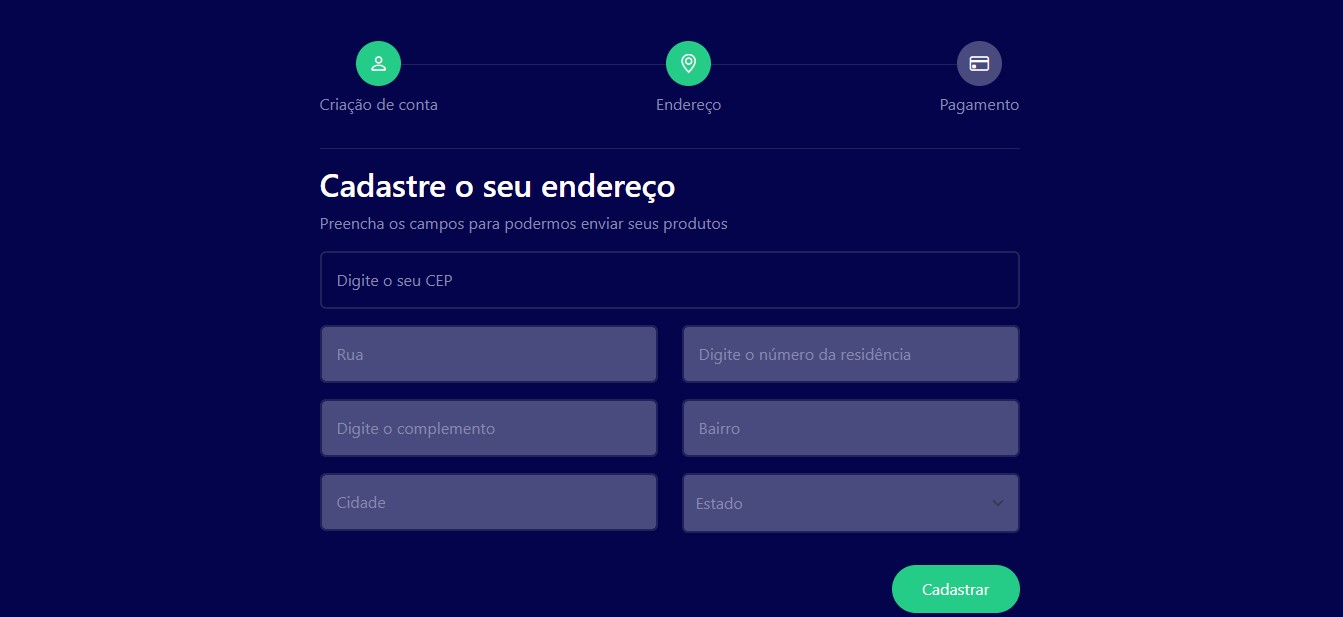 Criação de conta
Endereço
Pagamento
Cadastre o seu endereço
Preencha os campos para podermos enviar seus produtos
Digite o seu CEP
Rua
Digite o número da residência
Digite o complemento
Bairro
Cidade
Estado
Cadastrar